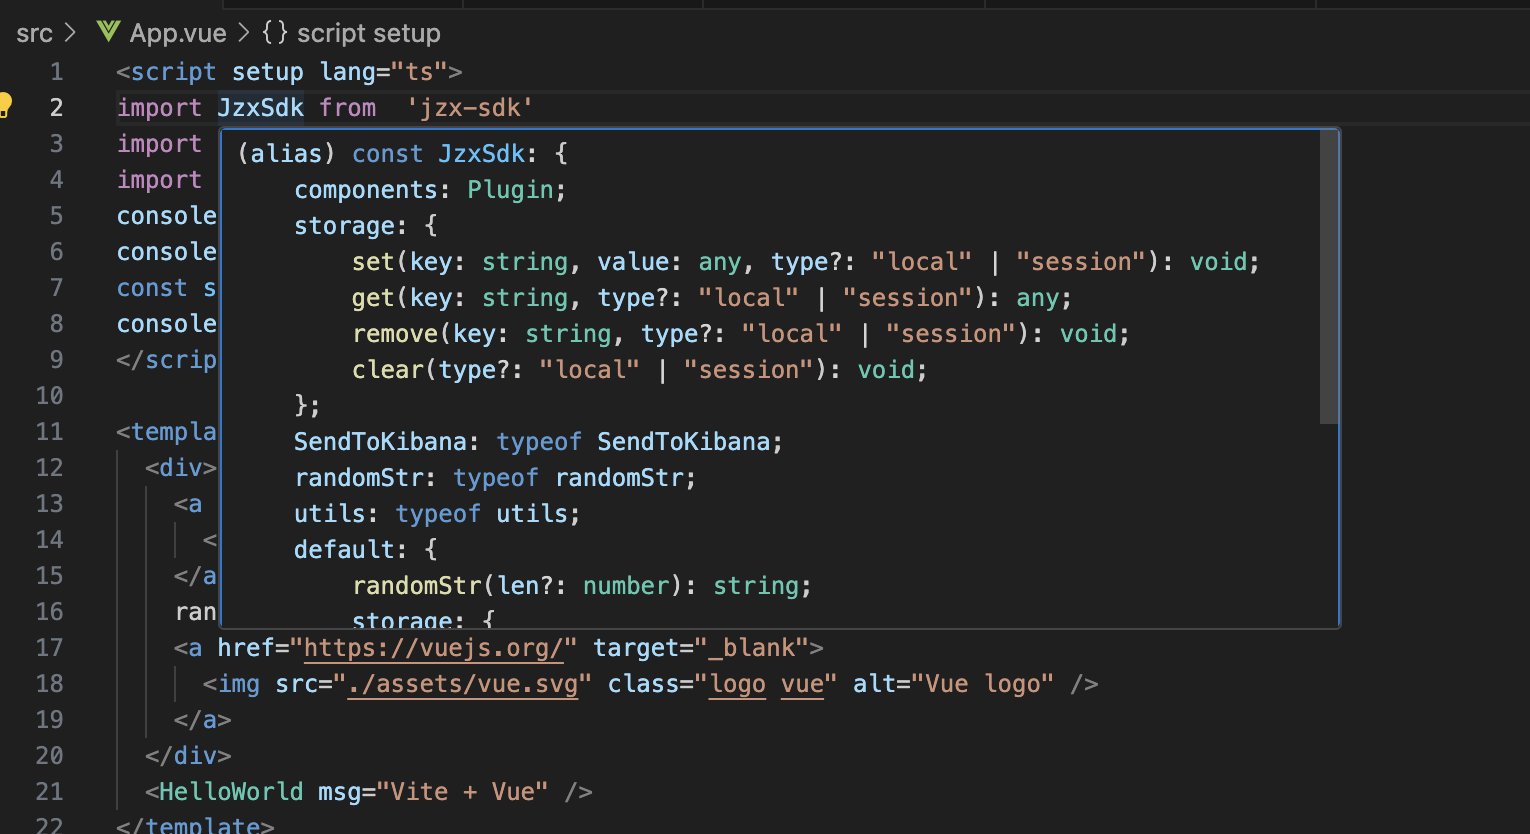 src > App.vue > {} script setup
1 <script setup lang="ts">
2 import JzxSdk from  'jzx-sdk'
3 import
4 import
5 console
6 console
7 const s
8 console
9 </scrip
10
11 <templa
12 <div>
13 <a
14 <
15 </a
16 ran
(alias) const JzxSdk: {
components: Plugin;
storage: {
set(key: string, value: any, type?: "local" | "session"): void;
get(key: string, type?: "local" | "session"): any;
remove(key: string, type?: "local" | "session"): void;
clear(type?: "local" | "session"): void;
};
SendToKibana: typeof SendToKibana;
randomStr: typeof randomStr;
utils: typeof utils;
default: {
randomStr(len?: number): string;
storage: {
17 <a href="https://vuejs.org/" target="_blank">
18 <img src="./assets/vue.svg" class="logo vue" alt="Vue logo" />
19 </a>
20 </div>
21 <HelloWorld msg="Vite + Vue" />
22 </template>